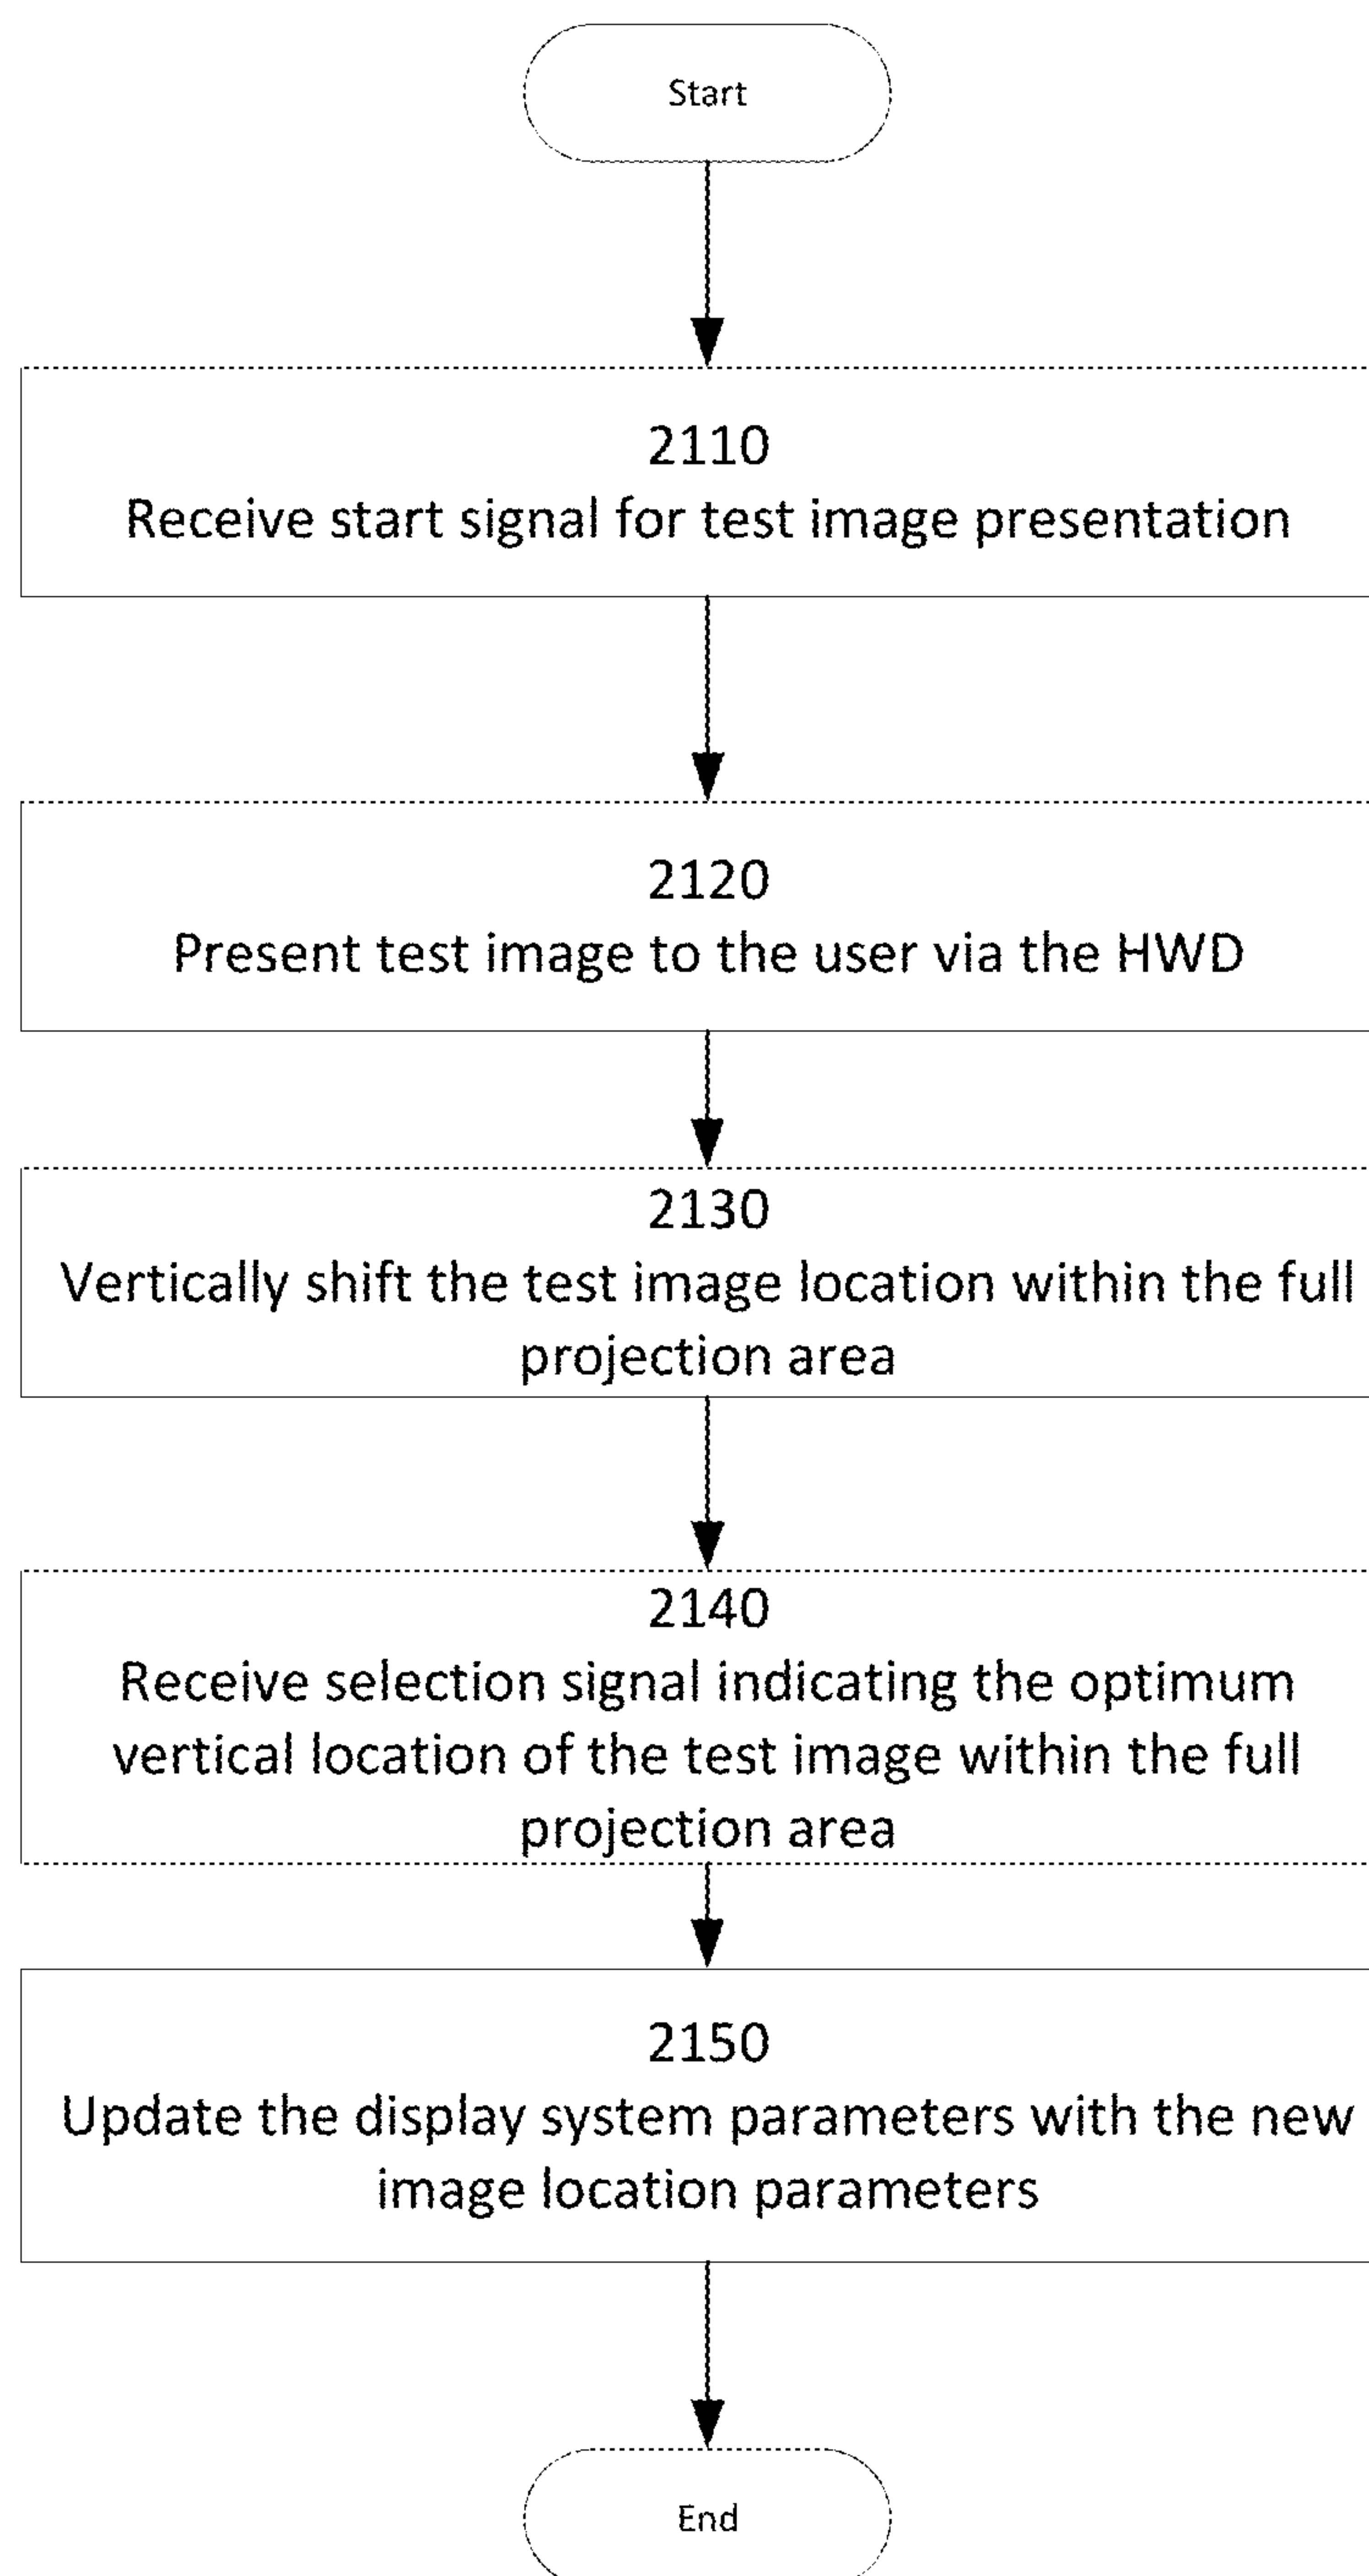 Start
2110
Receive start signal for test image presentation
2120
Present test image to the user via the HWD
2130
Vertically shift the test image location within the full
projection area
2140
Receive selection signal indicating the optimum
vertical location of the test image within the full
projection area
2150
Update the display system parameters with the new
image location parameters
End